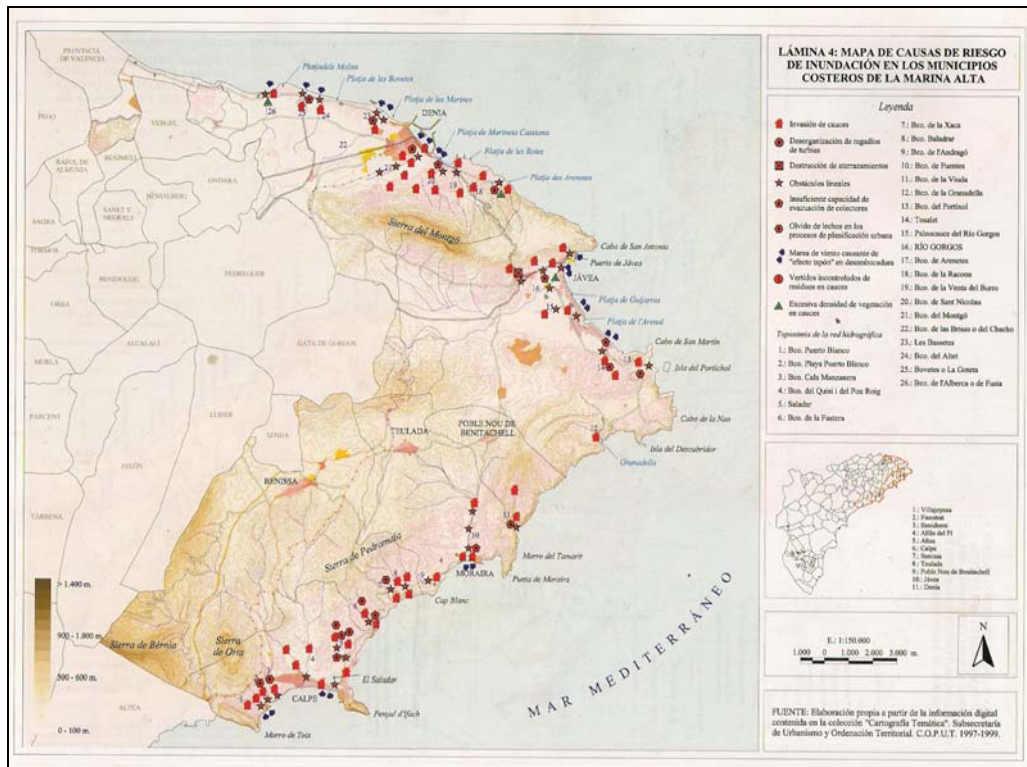 LÁMINA 4: MAPA DE CAUSAS DE RIESGO
DE INUNDACIÓN EN LOS MUNICIPIOS
COSTEROS DE LA MARINA ALTA
Leyenda
Invasión de cauces
Desorganización de regadíos
de turbias
Destrucción de aterrazamientos
Obstáculos lineales
Insuficiente capacidad de
evacuación de colectores
Olvido de lechos en los
procesos de planificación urbana
Marea de viento causante de
"efecto tapón" en desembocadura
Vertidos incontrolados de
residuos en cauces
Excesiva densidad de vegetación
en cauces
Toponimia de la red hidrográfica
1.: Bco. Puerto Blanco
2.: Bco. Playa Puerto Blanco
3.: Bco. Cala Manzanera
4.: Bco. del Quisi i del Pou Roig
5.: Saladar
6.: Bco. de la Fustera
7.: Bco. de la Xaca
8.: Bco. Baladrar
9.: Bco. de l'Andragó
10.: Bco. de Fuentes
11.: Bco. de la Viuda
12.: Bco. de la Granadella
13.: Bco. del Portixol
14.: Tosalet
15.: Paleocauce del Río Gorgos
16.: RÍO GORGOS
17.: Bco. de Arenetes
18.: Bco. de la Racona
19.: Bco. de la Venta del Burro
20.: Bco. de Sant Nicolau
21.: Bco. del Montgó
22.: Bco. de las Brisas o del Chacho
23.: Les Bassetes
24.: Bco. del Altet
25.: Bovetes o La Goteta
26.: Bco. de l'Alberca o de Fusta
1.: Villajoyosa
2.: Finestrat
3.: Benidorm
4.: Alfàs del Pi
5.: Altea
6.: Calpe
7.: Benissa
8.: Teulada
9.: Poble Nou de Benitachell
10.: Jávea
11.: Denia
E.: 1:150.000
1.000 0 1.000 2.000 3.000 m.
N
FUENTE: Elaboración propia a partir de la información digital
contenida en la colección "Cartografía Temática". Subsecretaría
de Urbanismo y Ordenación Territorial. C.O.P.U.T. 1997-1999.
PROVINCIA
DE VALENCIA
PEGO
VERGEL
RAFOL DE
ALMUNIA
BENIMELI
ONDARA
SANET Y
NEGRALS
BENIARBEIG
SAGRA
TORMOS
BENIDOLEIG
PEDREGUER
ORBA
ALCALALI
GATA DE GORGOS
MURLA
PARCENT
LLIBER
SENIJA
JALÓN
TÁRBENA
ALTEA
Platja de les Bovetes
Platja de les Marines
DENIA
Platja de Marineta Cassiana
Platja de les Rotes
Platja des Arenetes
Sierra del Montgó
Cabo de San Antonio
Puerto de Jávea
JÁVEA
Platja de Guijarros
Platja de l'Arenal
Cabo de San Martín
Isla del Portichol
Cabo de la Nao
Isla del Descubridor
Granadella
TEULADA
POBLE NOU DE
BENITACHELL
BENISSA
Sierra de Pedramala
MORAIRA
Morro del Tamarit
Punta de Moraira
Cap Blanc
Sierra de Bérnia
Sierra
de Oltà
El Saladar
CALPE
Penyal d'Ifach
Morro de Toix
MAR MEDITERRÁNEO
> 1.400 m.
900 - 1.000 m.
500 - 600 m.
0 - 100 m.